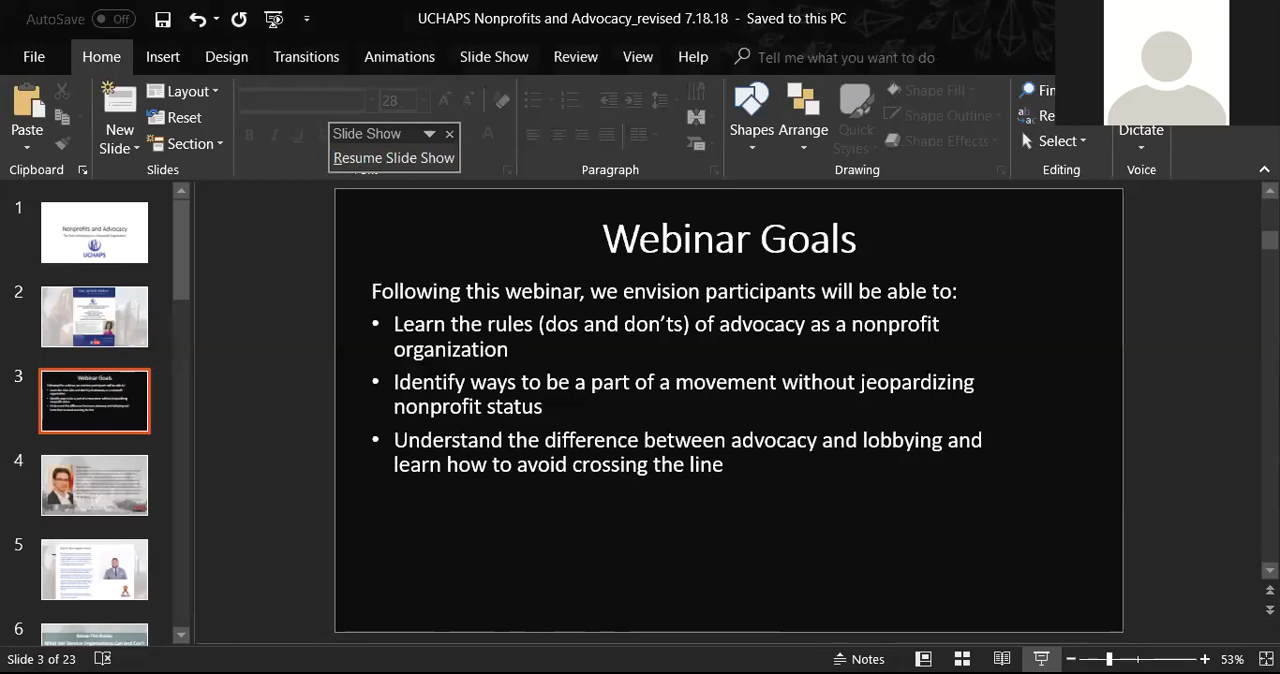 AutoSave Off
UCHAPS Nonprofits and Advocacy_revised 7.18.18 - Saved to this PC
File Home Insert Design Transitions Animations Slide Show Review View Help Tell me what you want to do
Paste
Clipboard
New Slide
Layout
Reset
Section
Slides
28
Slide Show
Resume Slide Show
Paragraph
Shapes
Arrange
Quick Styles
Shape Fill
Shape Outline
Shape Effects
Drawing
Select
Editing
Dictate
Voice
1
Nonprofits and Advocacy
UCHAPS
2
3
4
5
6
Webinar Goals
Following this webinar, we envision participants will be able to:
• Learn the rules (dos and don'ts) of advocacy as a nonprofit
organization
• Identify ways to be a part of a movement without jeopardizing
nonprofit status
• Understand the difference between advocacy and lobbying and
learn how to avoid crossing the line
Slide 3 of 23
Notes
53%